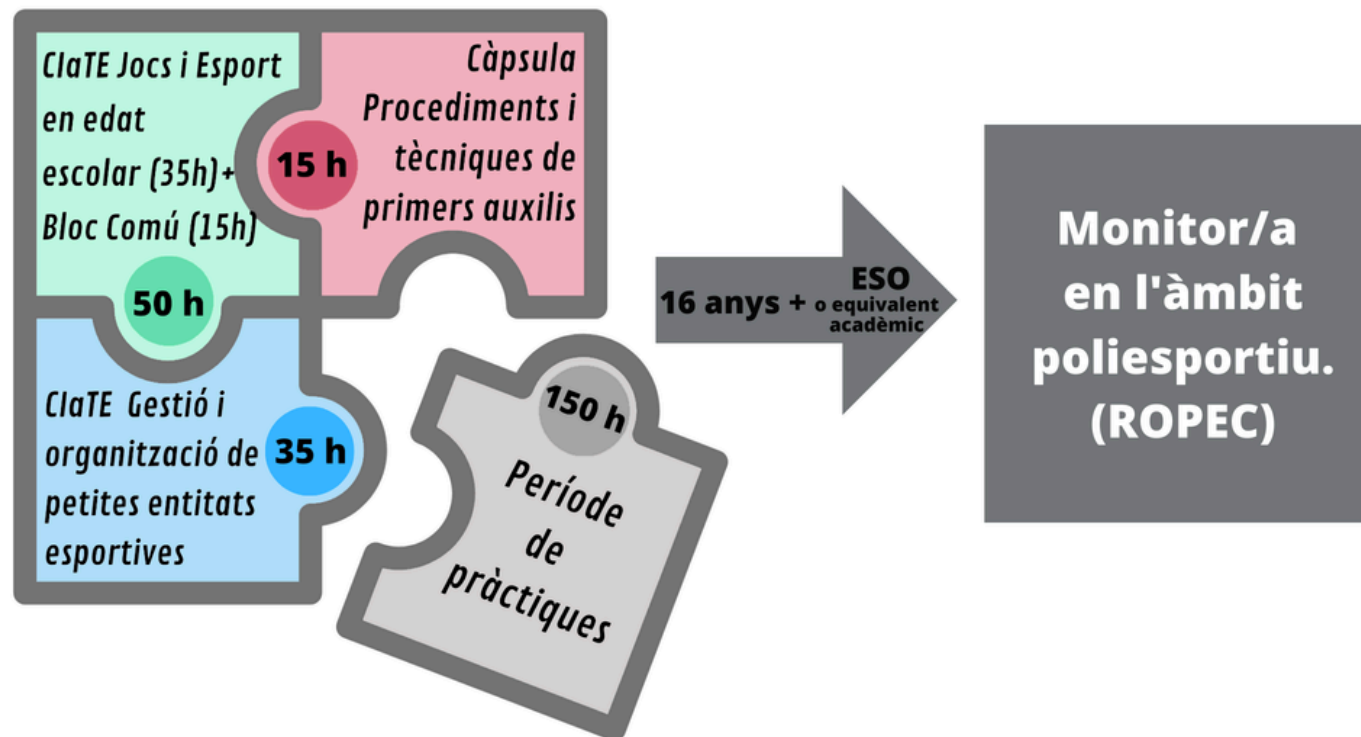 CIaTE Jocs i Esport
en edat
escolar (35h)+
Bloc Comú (15h)
50 h
Càpsula
Procediments i
tècniques de
primers auxilis
15 h
CIaTE Gestió i
organització de
petites entitats
esportives
35 h
150 h
Període
de
pràctiques
16 anys +
ESO
o equivalent
acadèmic
Monitor/a
en l'àmbit
poliesportiu.
(ROPEC)